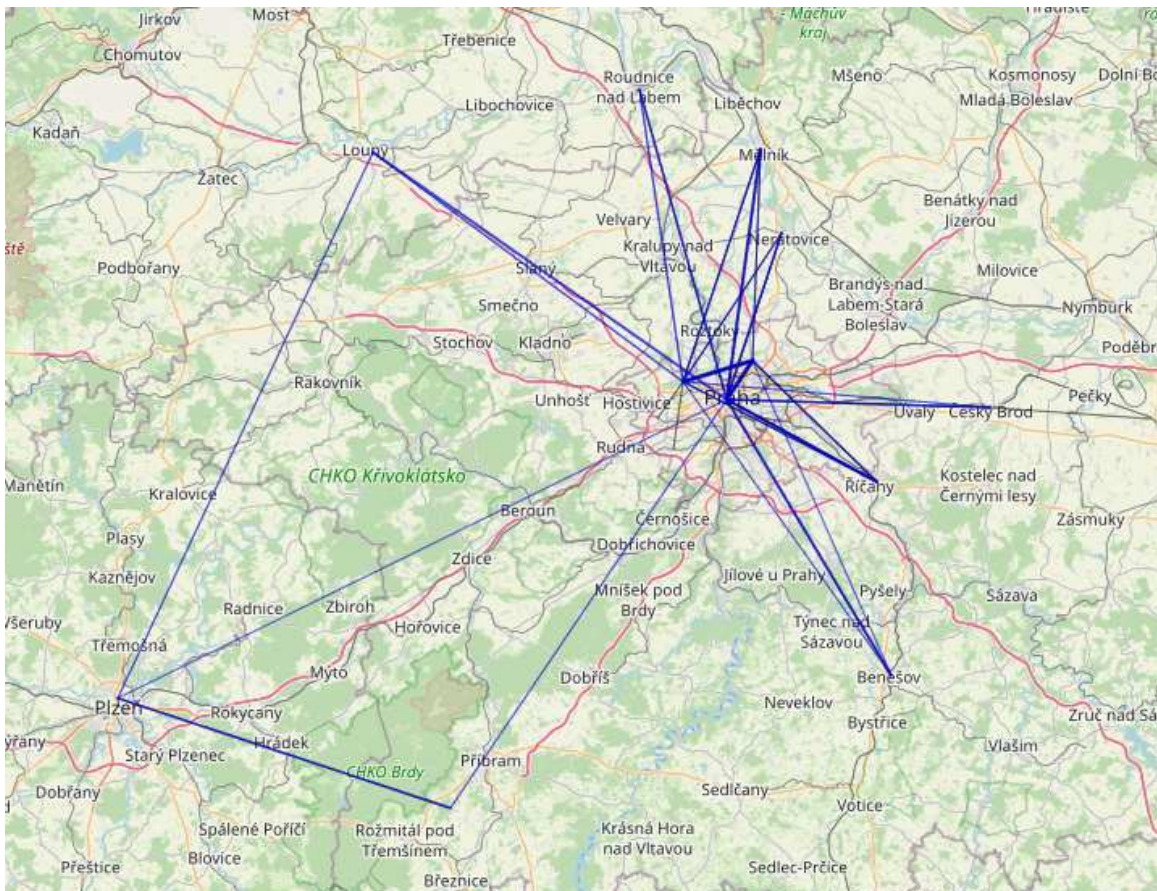 Jirkov
Most
Chomutov
Třebenice
- Máchův
kraj
Kadaň
Libochovice
Roudnice
nad Labem
Liběchov
Mšeno
Kosmonosy
Mladá Boleslav
Louny
Mělník
Žatec
Benátky nad
Jizerou
Velvary
Neratovice
Kralupy nad
Vltavou
Podbořany
Slaný
Milovice
Brandýs nad
Labem-Stará
Boleslav
Smečno
Nymburk
Roztoky
Stochov
Kladno
Rakovník
Unhošť
Hostivice
Praha
Úvaly
Český Brod
Pečky
Rudná
CHKO Křivoklátsko
Manětín
Kralovice
Říčany
Kostelec nad
Černými lesy
Beroun
Černošice
Zásmuky
Plasy
Dobřichovice
Zdice
Kaznějov
Mníšek pod
Brdy
Jílové u Prahy
Pyšely
Sázava
Radnice
Zbiroh
Hořovice
Týnec nad
Sázavou
Všeruby
Třemošná
Mýto
Dobříš
Benešov
Plzeň
Rokycany
Neveklov
Bystřice
Hrádek
Starý Plzenec
Vlašim
CHKO Brdy
Příbram
Dobřany
Sedlčany
Votice
Spálené Poříčí
Rožmitál pod
Třemšínem
Krásná Hora
nad Vltavou
Blovice
Přeštice
Březnice
Sedlec-Prčice